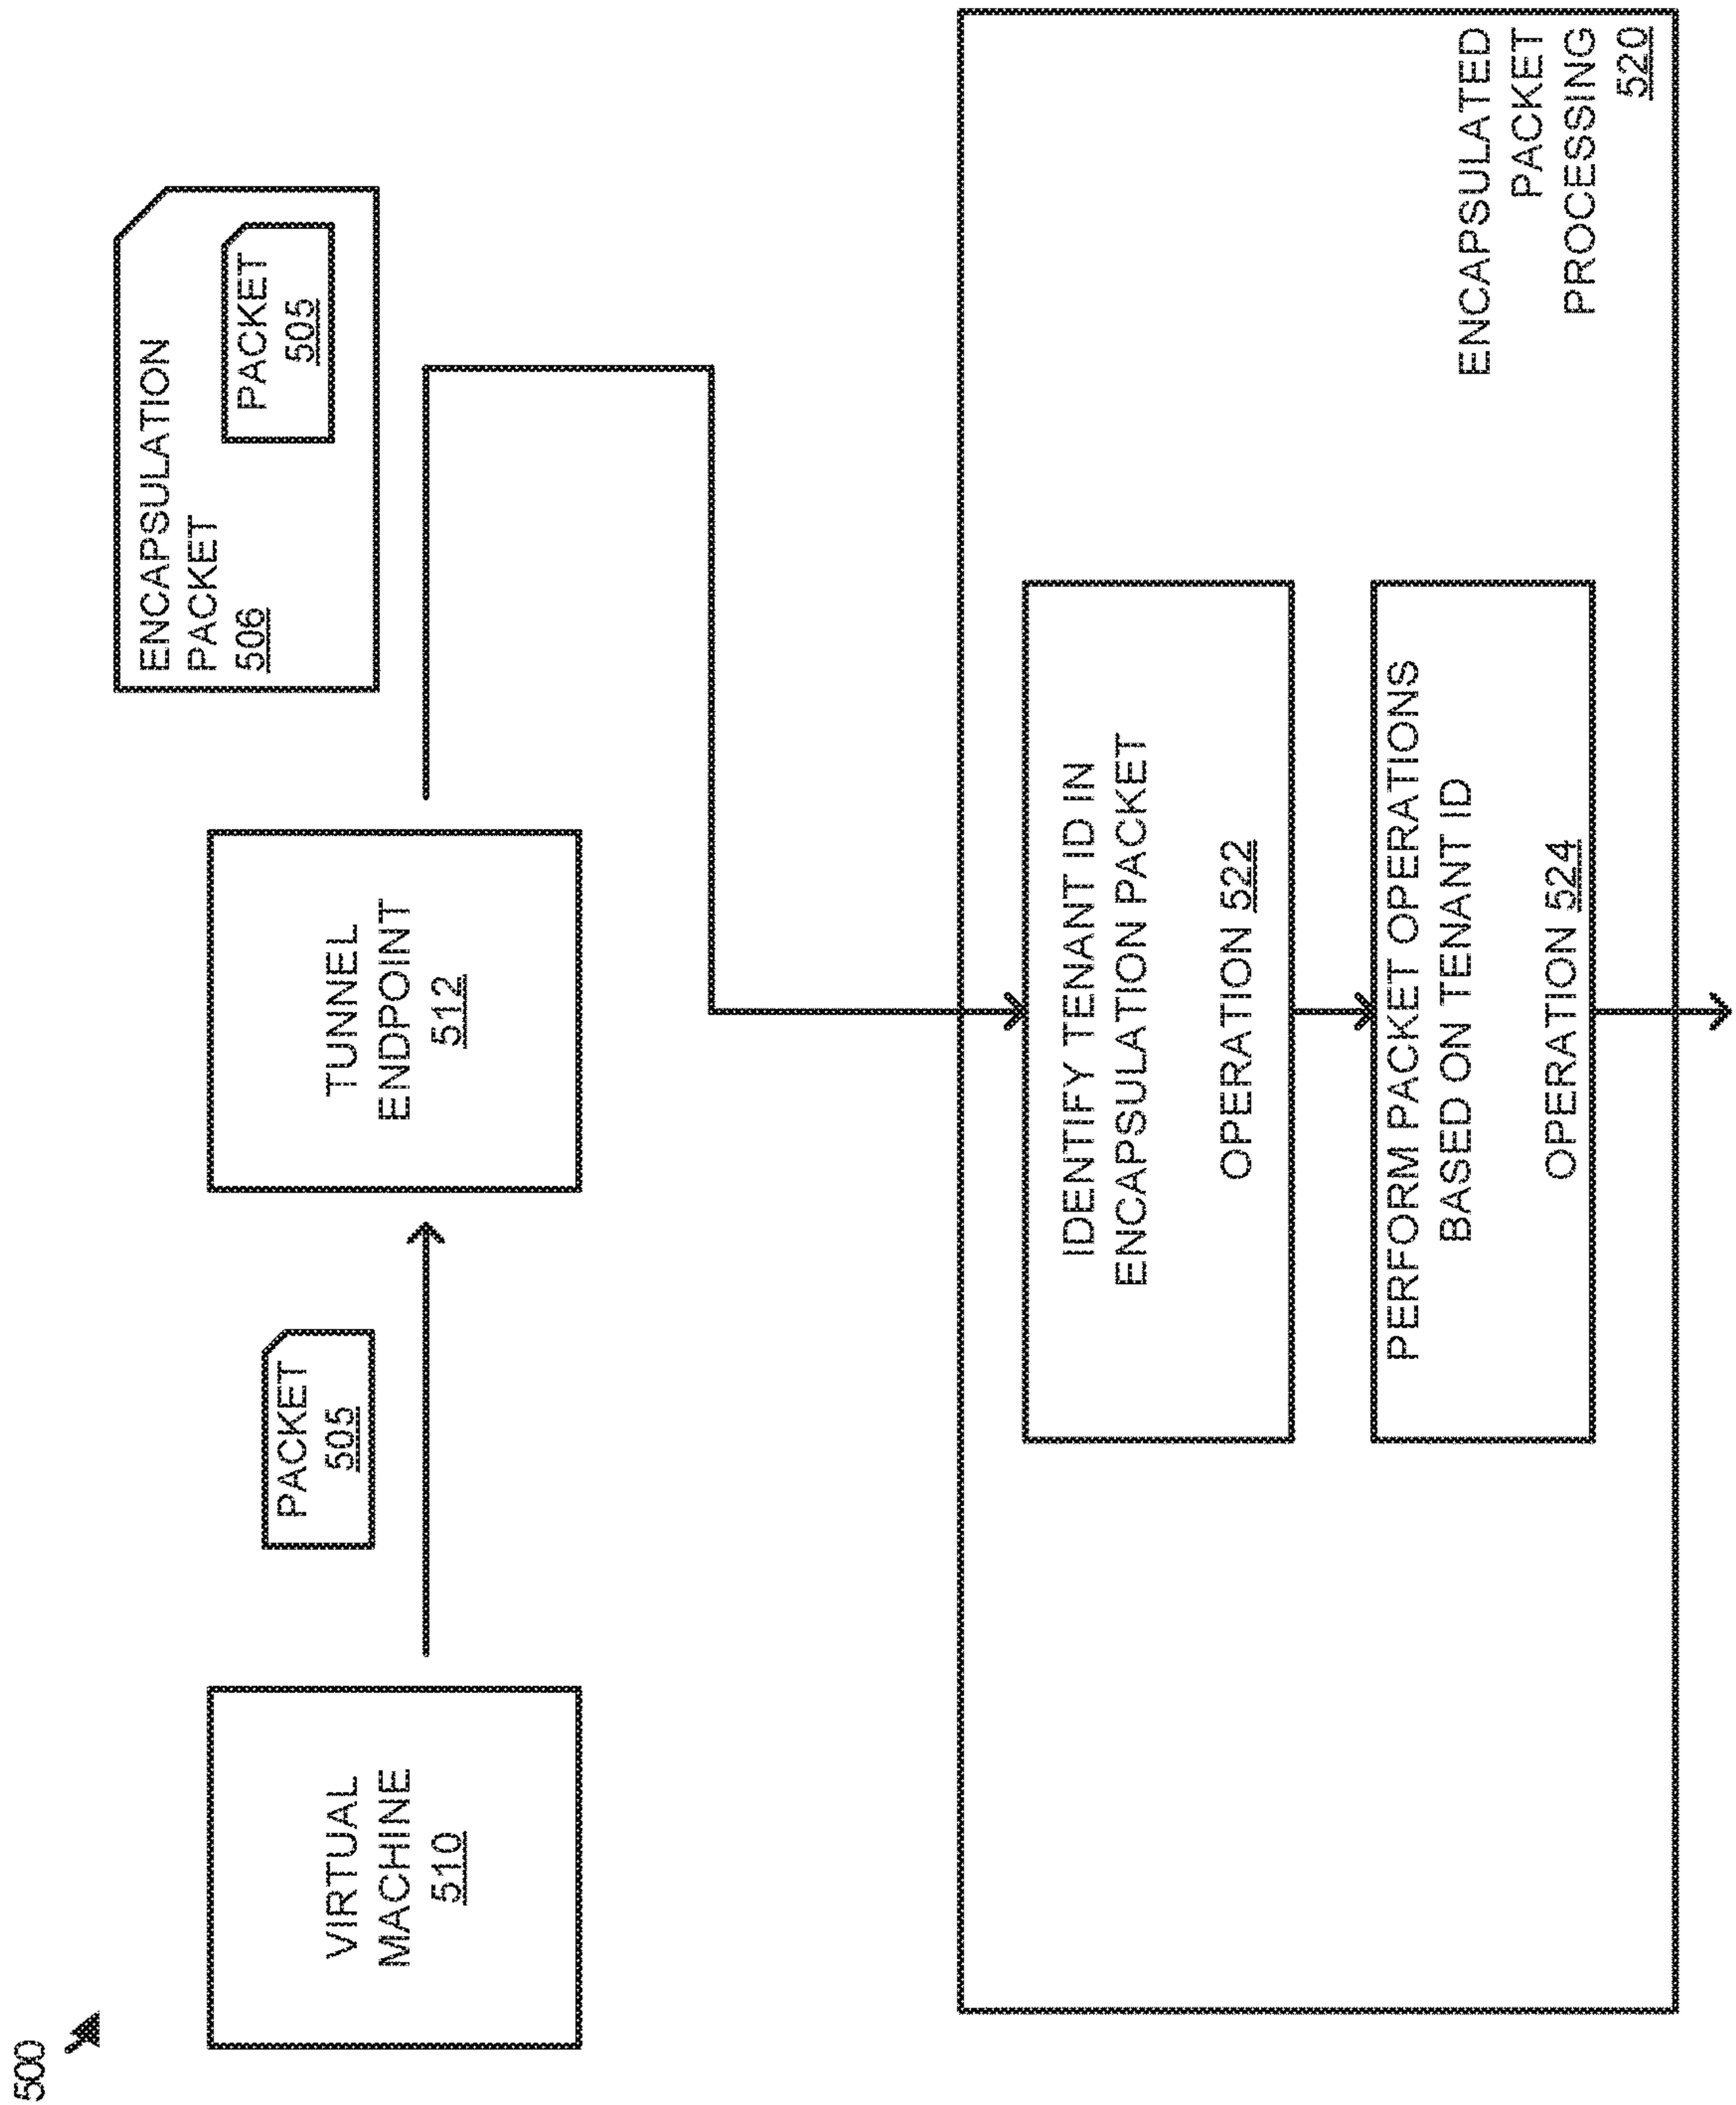 500
VIRTUAL
MACHINE
510
PACKET
505
TUNNEL
ENDPOINT
512
ENCAPSULATION
PACKET
506
PACKET
505
IDENTIFY TENANT ID IN
ENCAPSULATION PACKET
OPERATION 522
PERFORM PACKET OPERATIONS
BASED ON TENANT ID
OPERATION 524
ENCAPSULATED
PACKET
PROCESSING
520